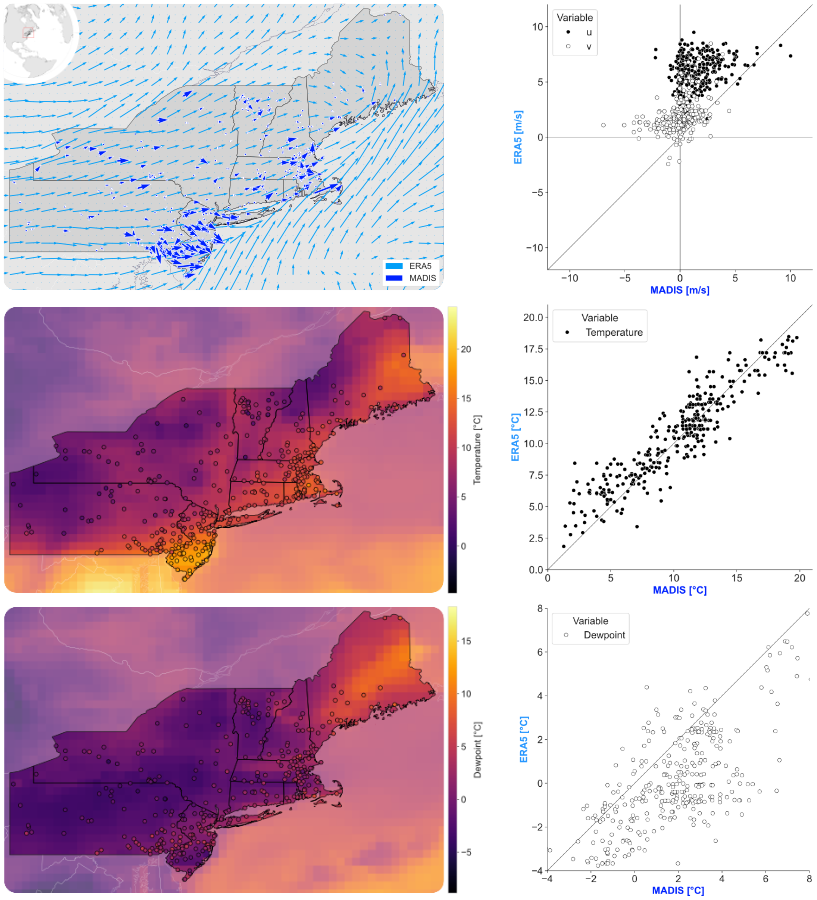 ERA5
MADIS
Variable
u
v
10
5
0
−5
−10
ERA5 [m/s]
−10
−5
0
5
10
MADIS [m/s]
20
15
10
5
0
Temperature [°C]
Variable
Temperature
20.0
17.5
15.0
12.5
10.0
7.5
5.0
2.5
0.0
ERA5 [°C]
0
5
10
15
20
MADIS [°C]
15
10
5
0
−5
Dewpoint [°C]
Variable
Dewpoint
8
6
4
2
0
−2
−4
ERA5 [°C]
−4
−2
0
2
4
6
8
MADIS [°C]